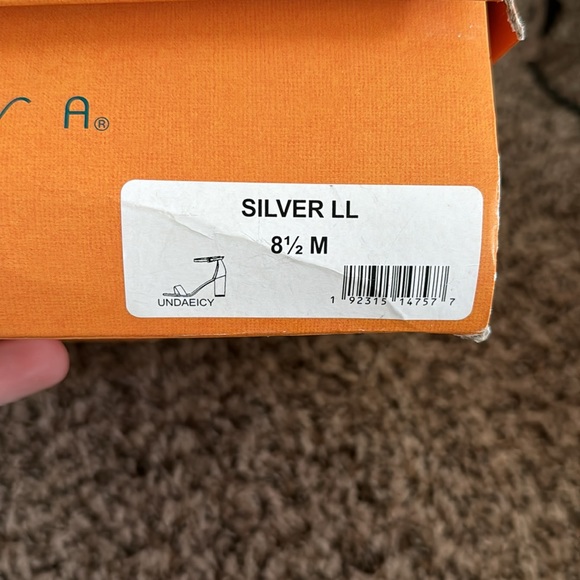 A®
SILVER LL
8½ M
UNDAEICY
1 92315 14757 7